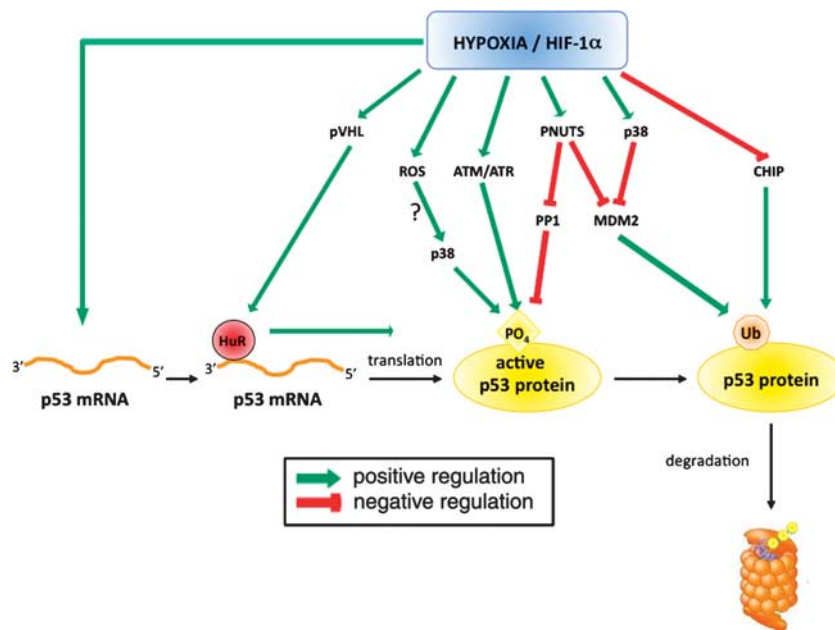 HYPOXIA / HIF-1α
pVHL
PNUTS
p38
ROS
ATM/ATR
CHIP
?
PP1
MDM2
p38
HuR
PO4
Ub
3′
5′
3′
5′
translation
active
p53 protein
p53 protein
p53 mRNA
p53 mRNA
degradation
positive regulation
negative regulation